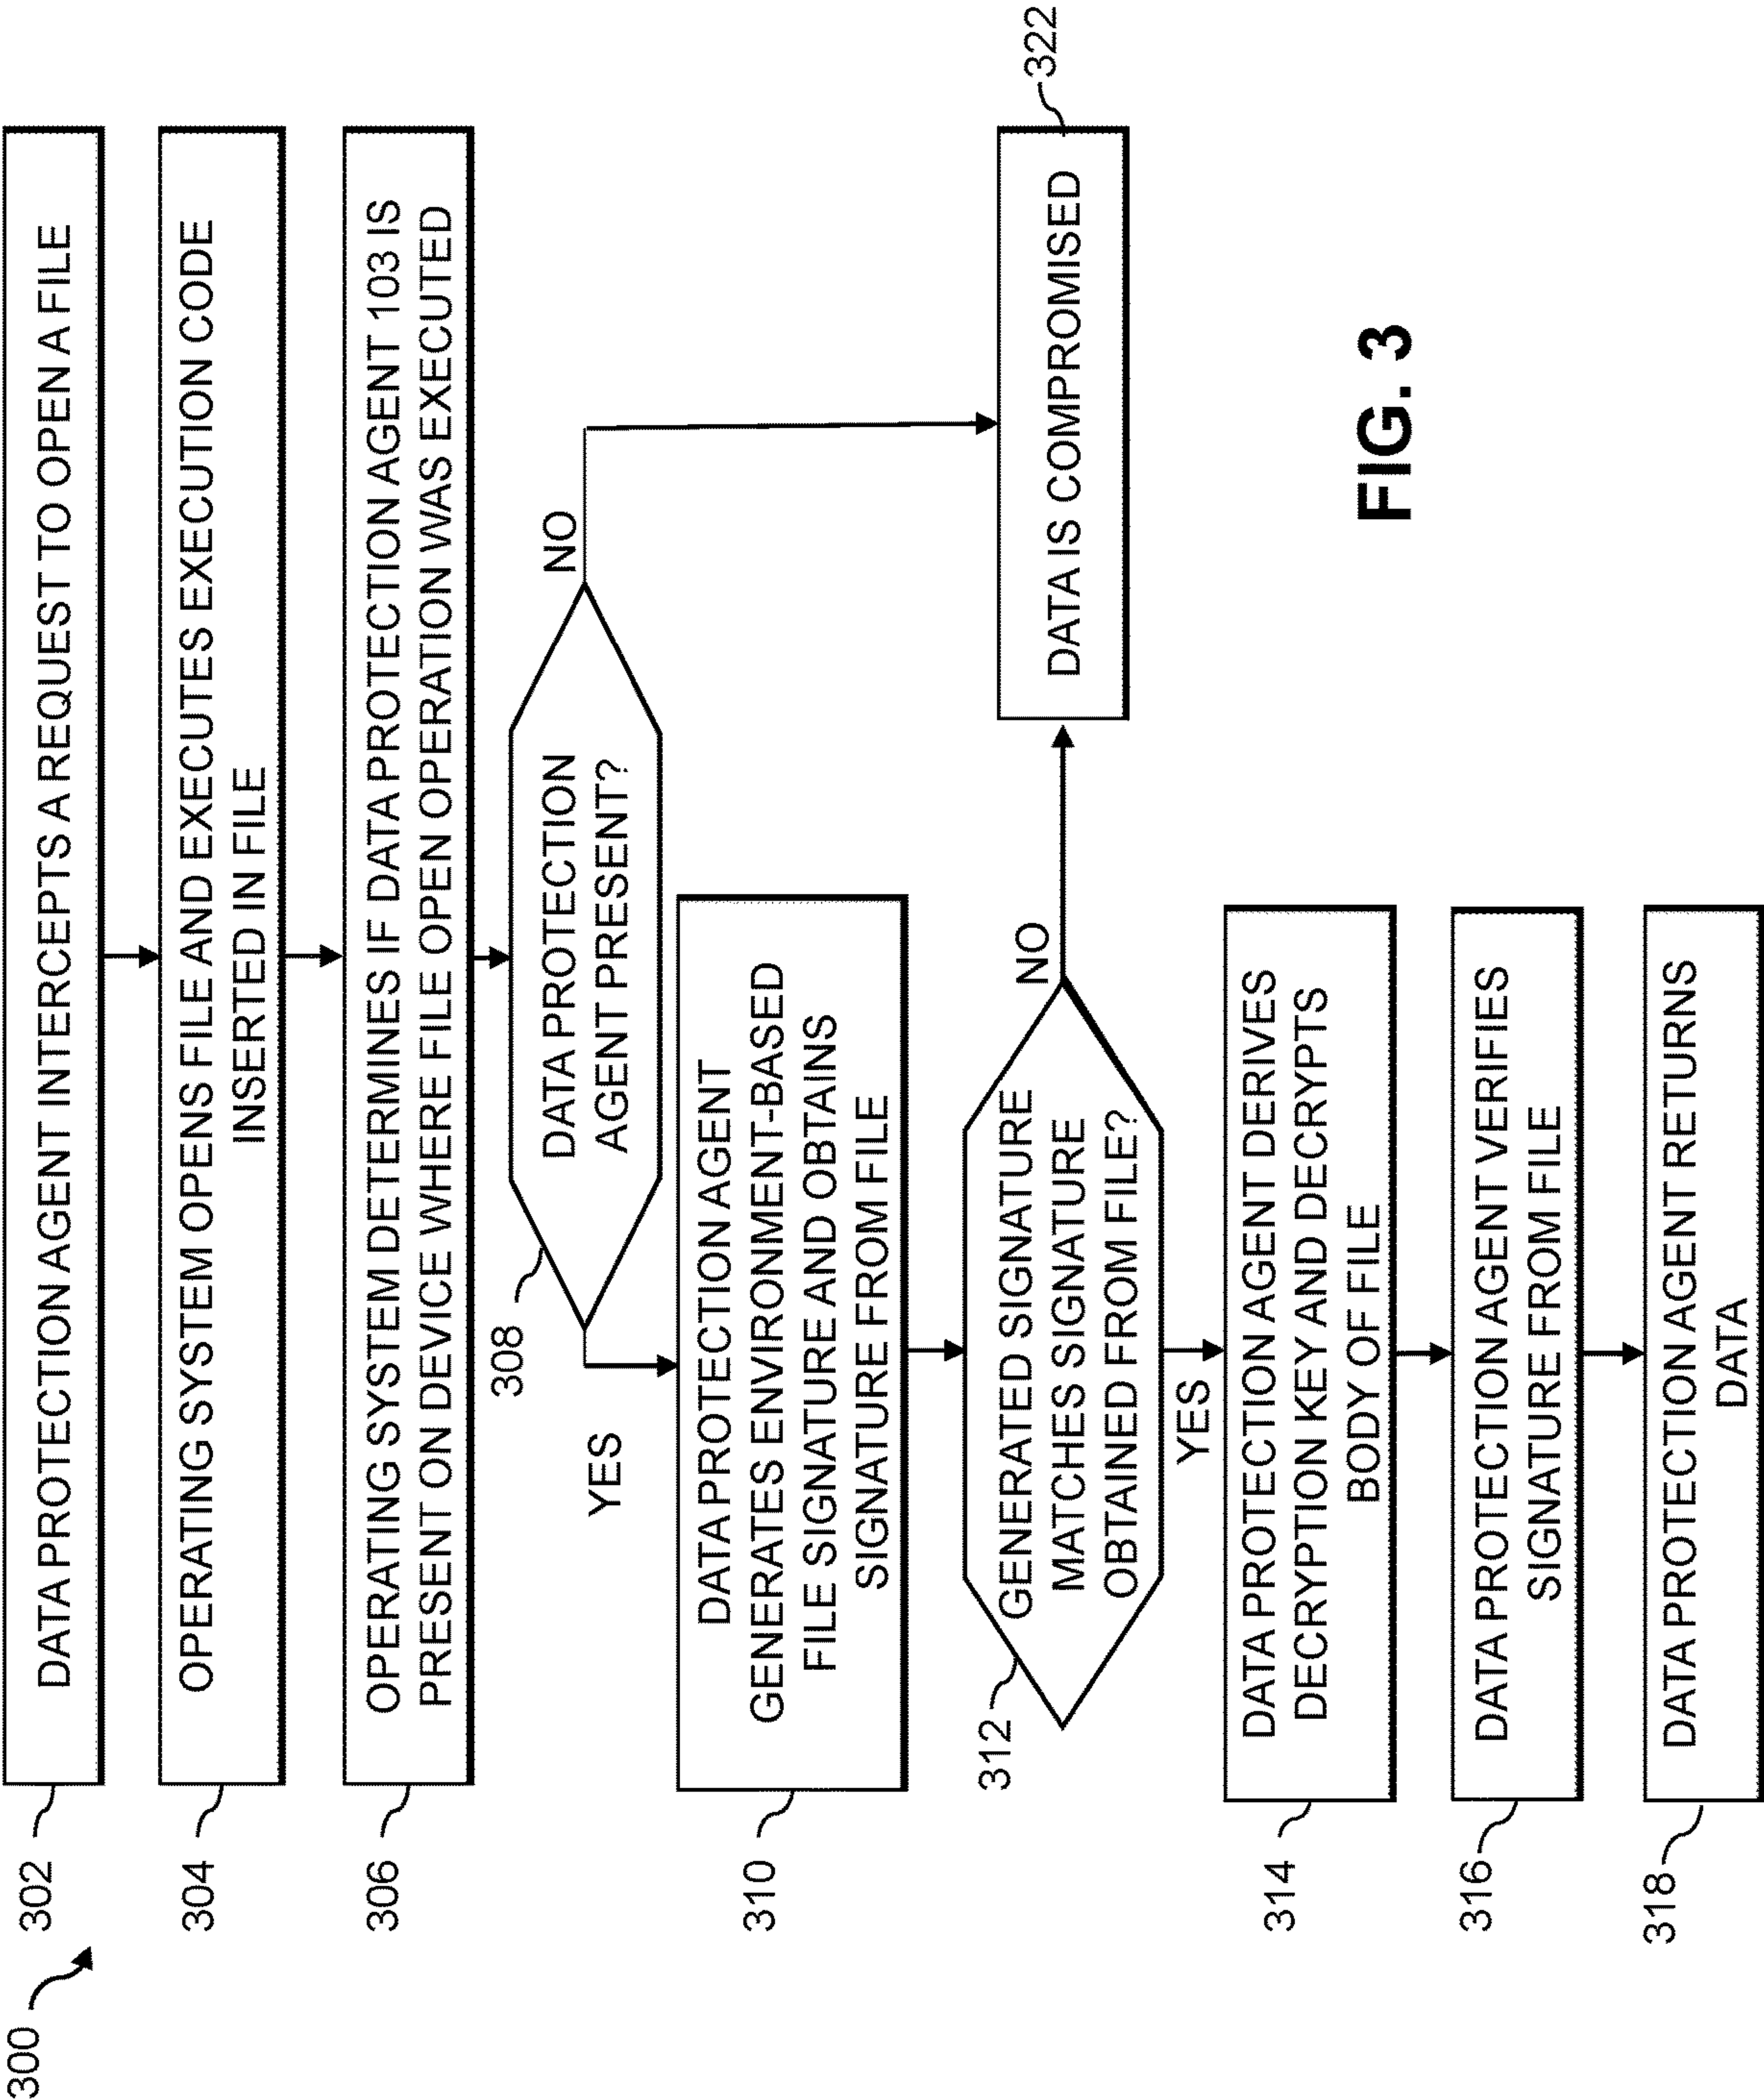 300
302
DATA PROTECTION AGENT INTERCEPTS A REQUEST TO OPEN A FILE
304
OPERATING SYSTEM OPENS FILE AND EXECUTES EXECUTION CODE
INSERTED IN FILE
306
OPERATING SYSTEM DETERMINES IF DATA PROTECTION AGENT 103 IS
PRESENT ON DEVICE WHERE FILE OPEN OPERATION WAS EXECUTED
308
DATA PROTECTION
AGENT PRESENT?
NO
YES
310
DATA PROTECTION AGENT
GENERATES ENVIRONMENT-BASED
FILE SIGNATURE AND OBTAINS
SIGNATURE FROM FILE
312
GENERATED SIGNATURE
MATCHES SIGNATURE
OBTAINED FROM FILE?
NO
YES
DATA IS COMPROMISED
322
314
DATA PROTECTION AGENT DERIVES
DECRYPTION KEY AND DECRYPTS
BODY OF FILE
316
DATA PROTECTION AGENT VERIFIES
SIGNATURE FROM FILE
318
DATA PROTECTION AGENT RETURNS
DATA
FIG. 3